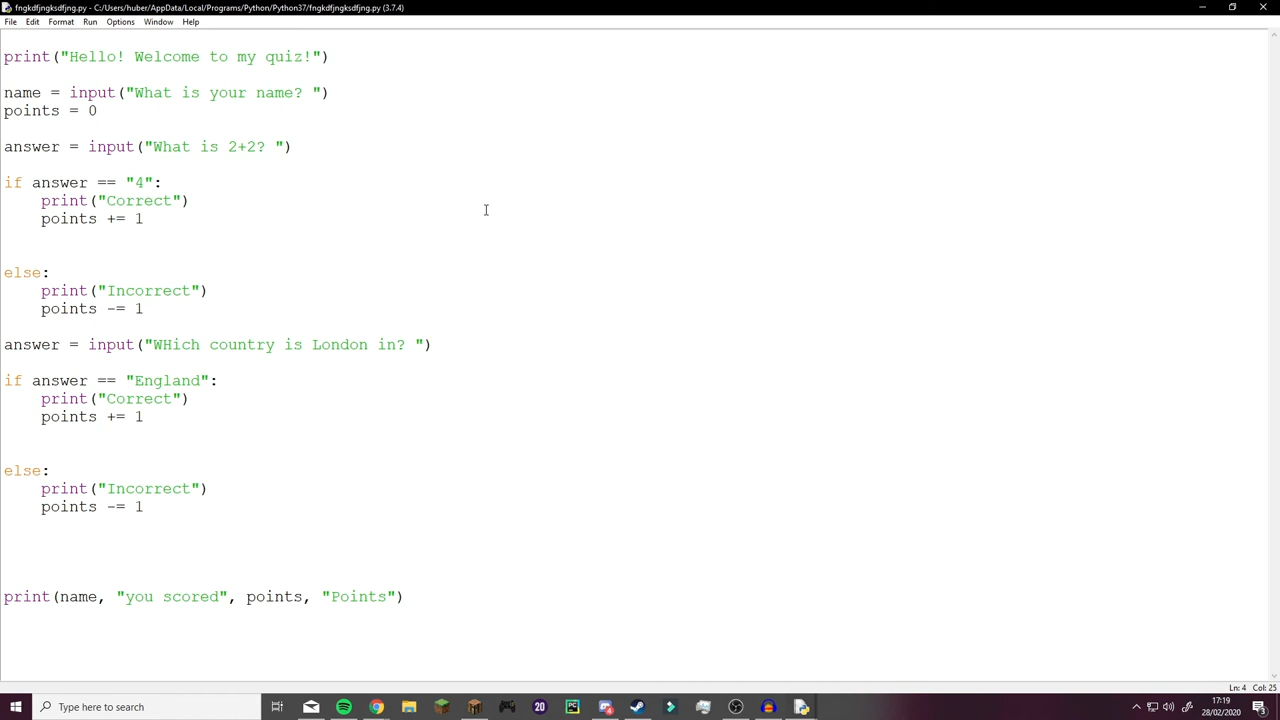 fngkdfjngksdfjng.py - C:/Users/huber/AppData/Local/Programs/Python/Python37/fngkdfjngksdfjng.py (3.7.4)
File Edit Format Run Options Window Help
print("Hello! Welcome to my quiz!")
name = input("What is your name? ")
points = 0
answer = input("What is 2+2? ")
if answer == "4":
    print("Correct")
    points += 1
else:
    print("Incorrect")
    points -= 1
answer = input("WHich country is London in? ")
if answer == "England":
    print("Correct")
    points += 1
else:
    print("Incorrect")
    points -= 1
print(name, "you scored", points, "Points")
Ln: 4 Col: 25
Type here to search
20
PC
4
17:19
28/02/2020
2